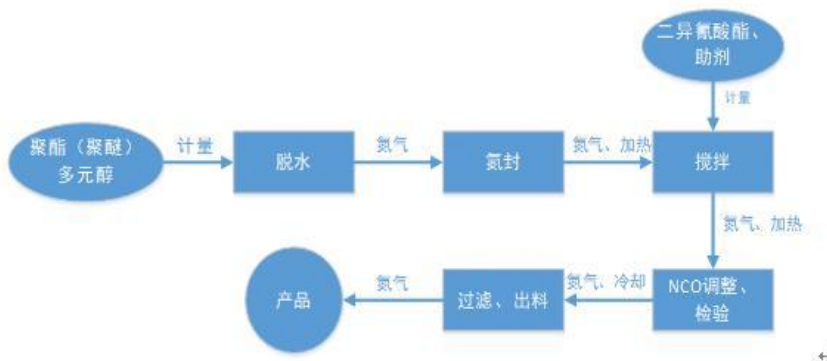 二异氰酸酯、
助剂
计量
聚酯（聚醚）
多元醇
计量
脱水
氮气
氮封
氮气、加热
搅拌
氮气、加热
产品
氮气
过滤、出料
氮气、冷却
NCO调整、
检验